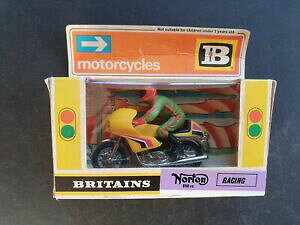 Not suitable for children under 3 years old
B
motorcycles
BRITAINS
Norton
850 cc
RACING